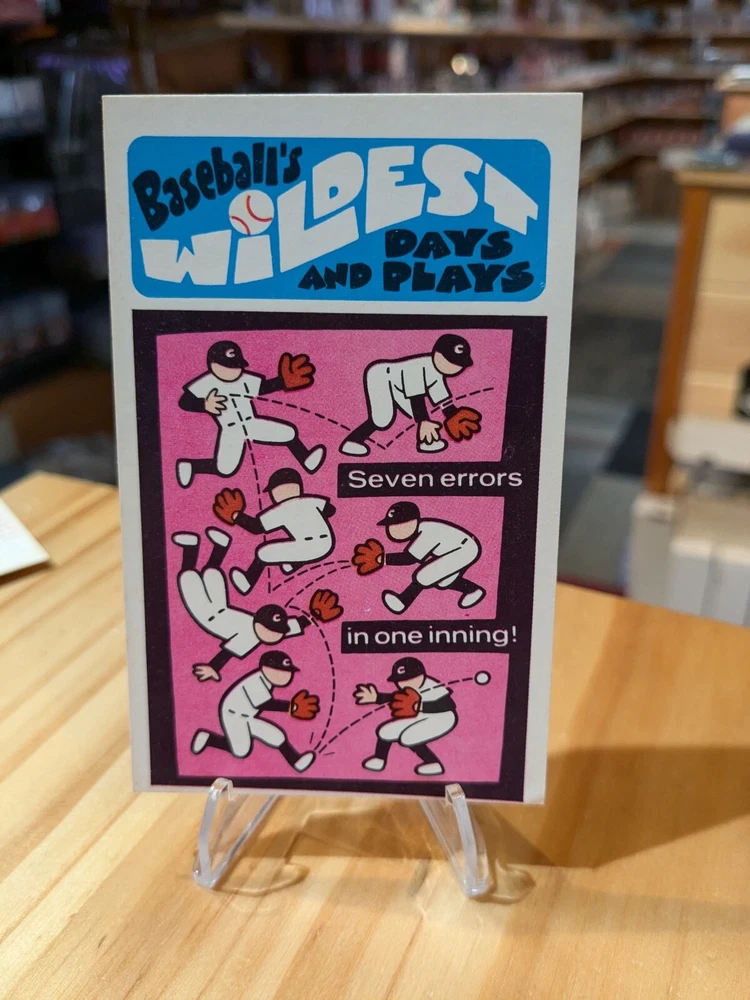 Baseball's
WiLDEST
DAYS
AND PLAYS
Seven errors
in one inning!